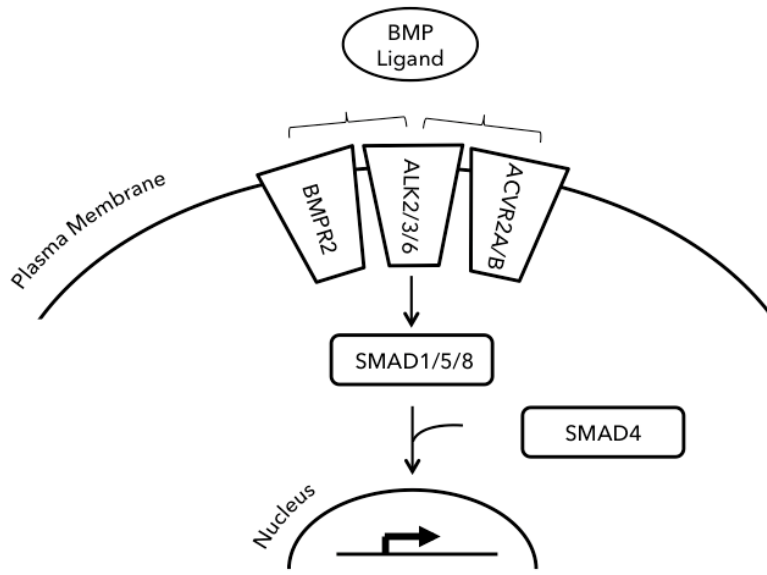 BMP
Ligand
Plasma Membrane
BMPR2
ALK2/3/6
ACVR2A/B
SMAD1/5/8
SMAD4
Nucleus